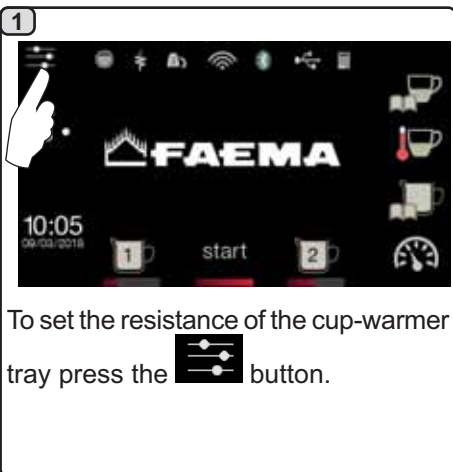 1
FAEMA
10:05
09/03/2018
1 start 2
To set the resistance of the cup-warmer
tray press the button.